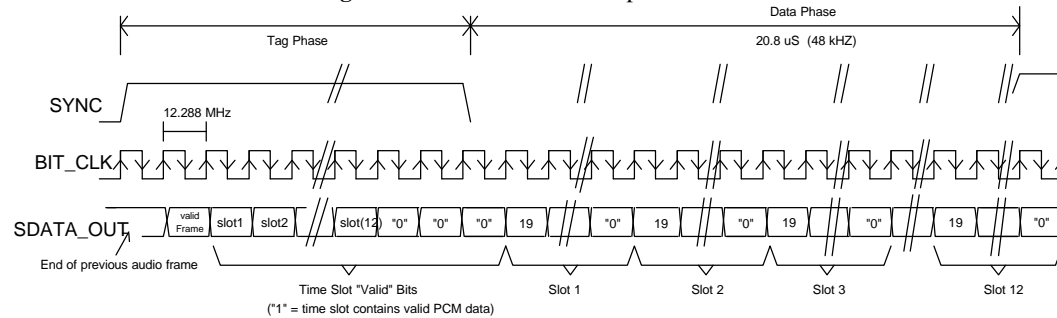 Data Phase
Tag Phase
20.8 uS (48 kHZ)
SYNC
12.288 MHz
BIT_CLK
SDATA_OUT
valid Frame
slot1
slot2
slot(12)
"0"
"0"
"0"
19
"0"
19
"0"
19
"0"
19
"0"
End of previous audio frame
Time Slot "Valid" Bits
("1" = time slot contains valid PCM data)
Slot 1
Slot 2
Slot 3
Slot 12